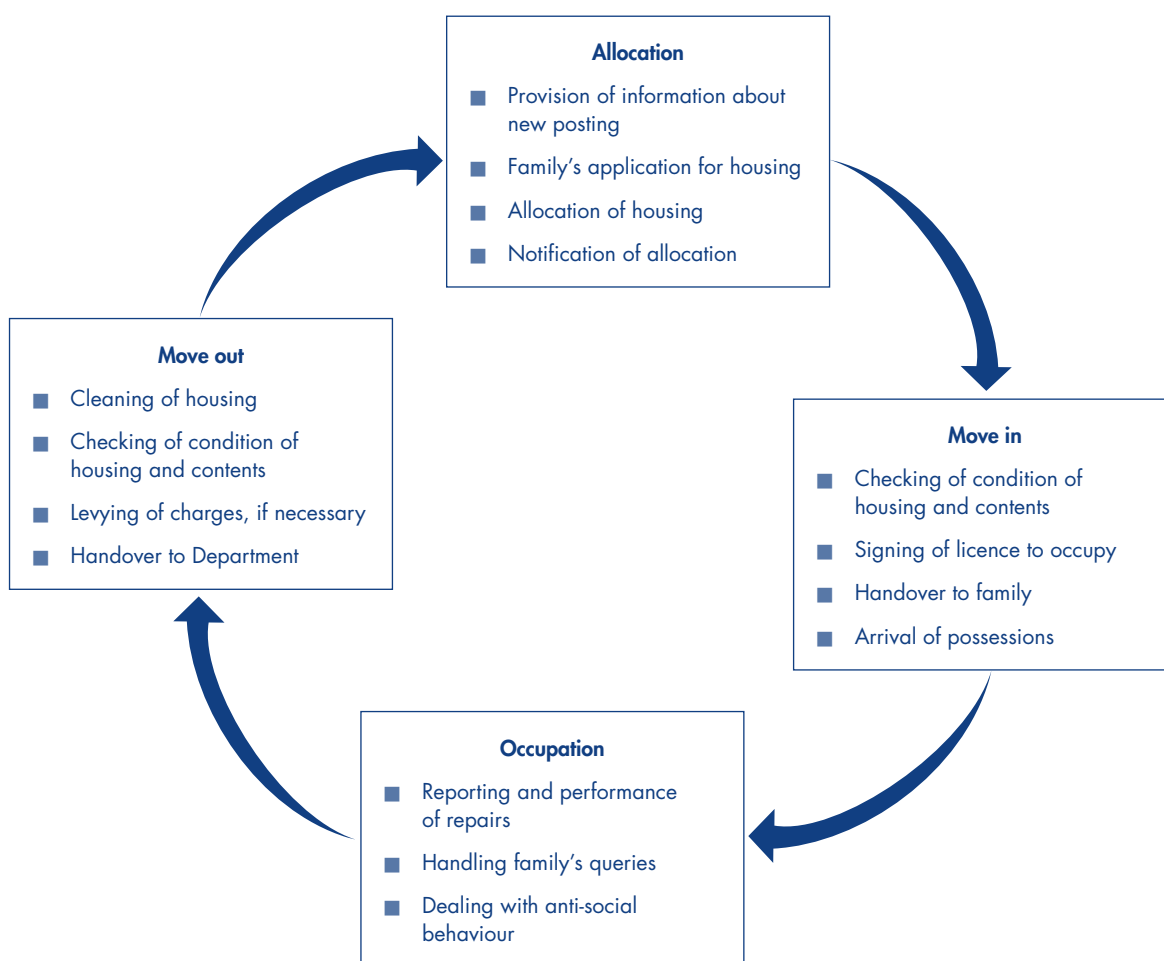 Allocation
■ Provision of information about
new posting
■ Family’s application for housing
■ Allocation of housing
■ Notification of allocation
Move in
■ Checking of condition of
housing and contents
■ Signing of licence to occupy
■ Handover to family
■ Arrival of possessions
Occupation
■ Reporting and performance
of repairs
■ Handling family’s queries
■ Dealing with anti-social
behaviour
Move out
■ Cleaning of housing
■ Checking of condition of
housing and contents
■ Levying of charges, if necessary
■ Handover to Department